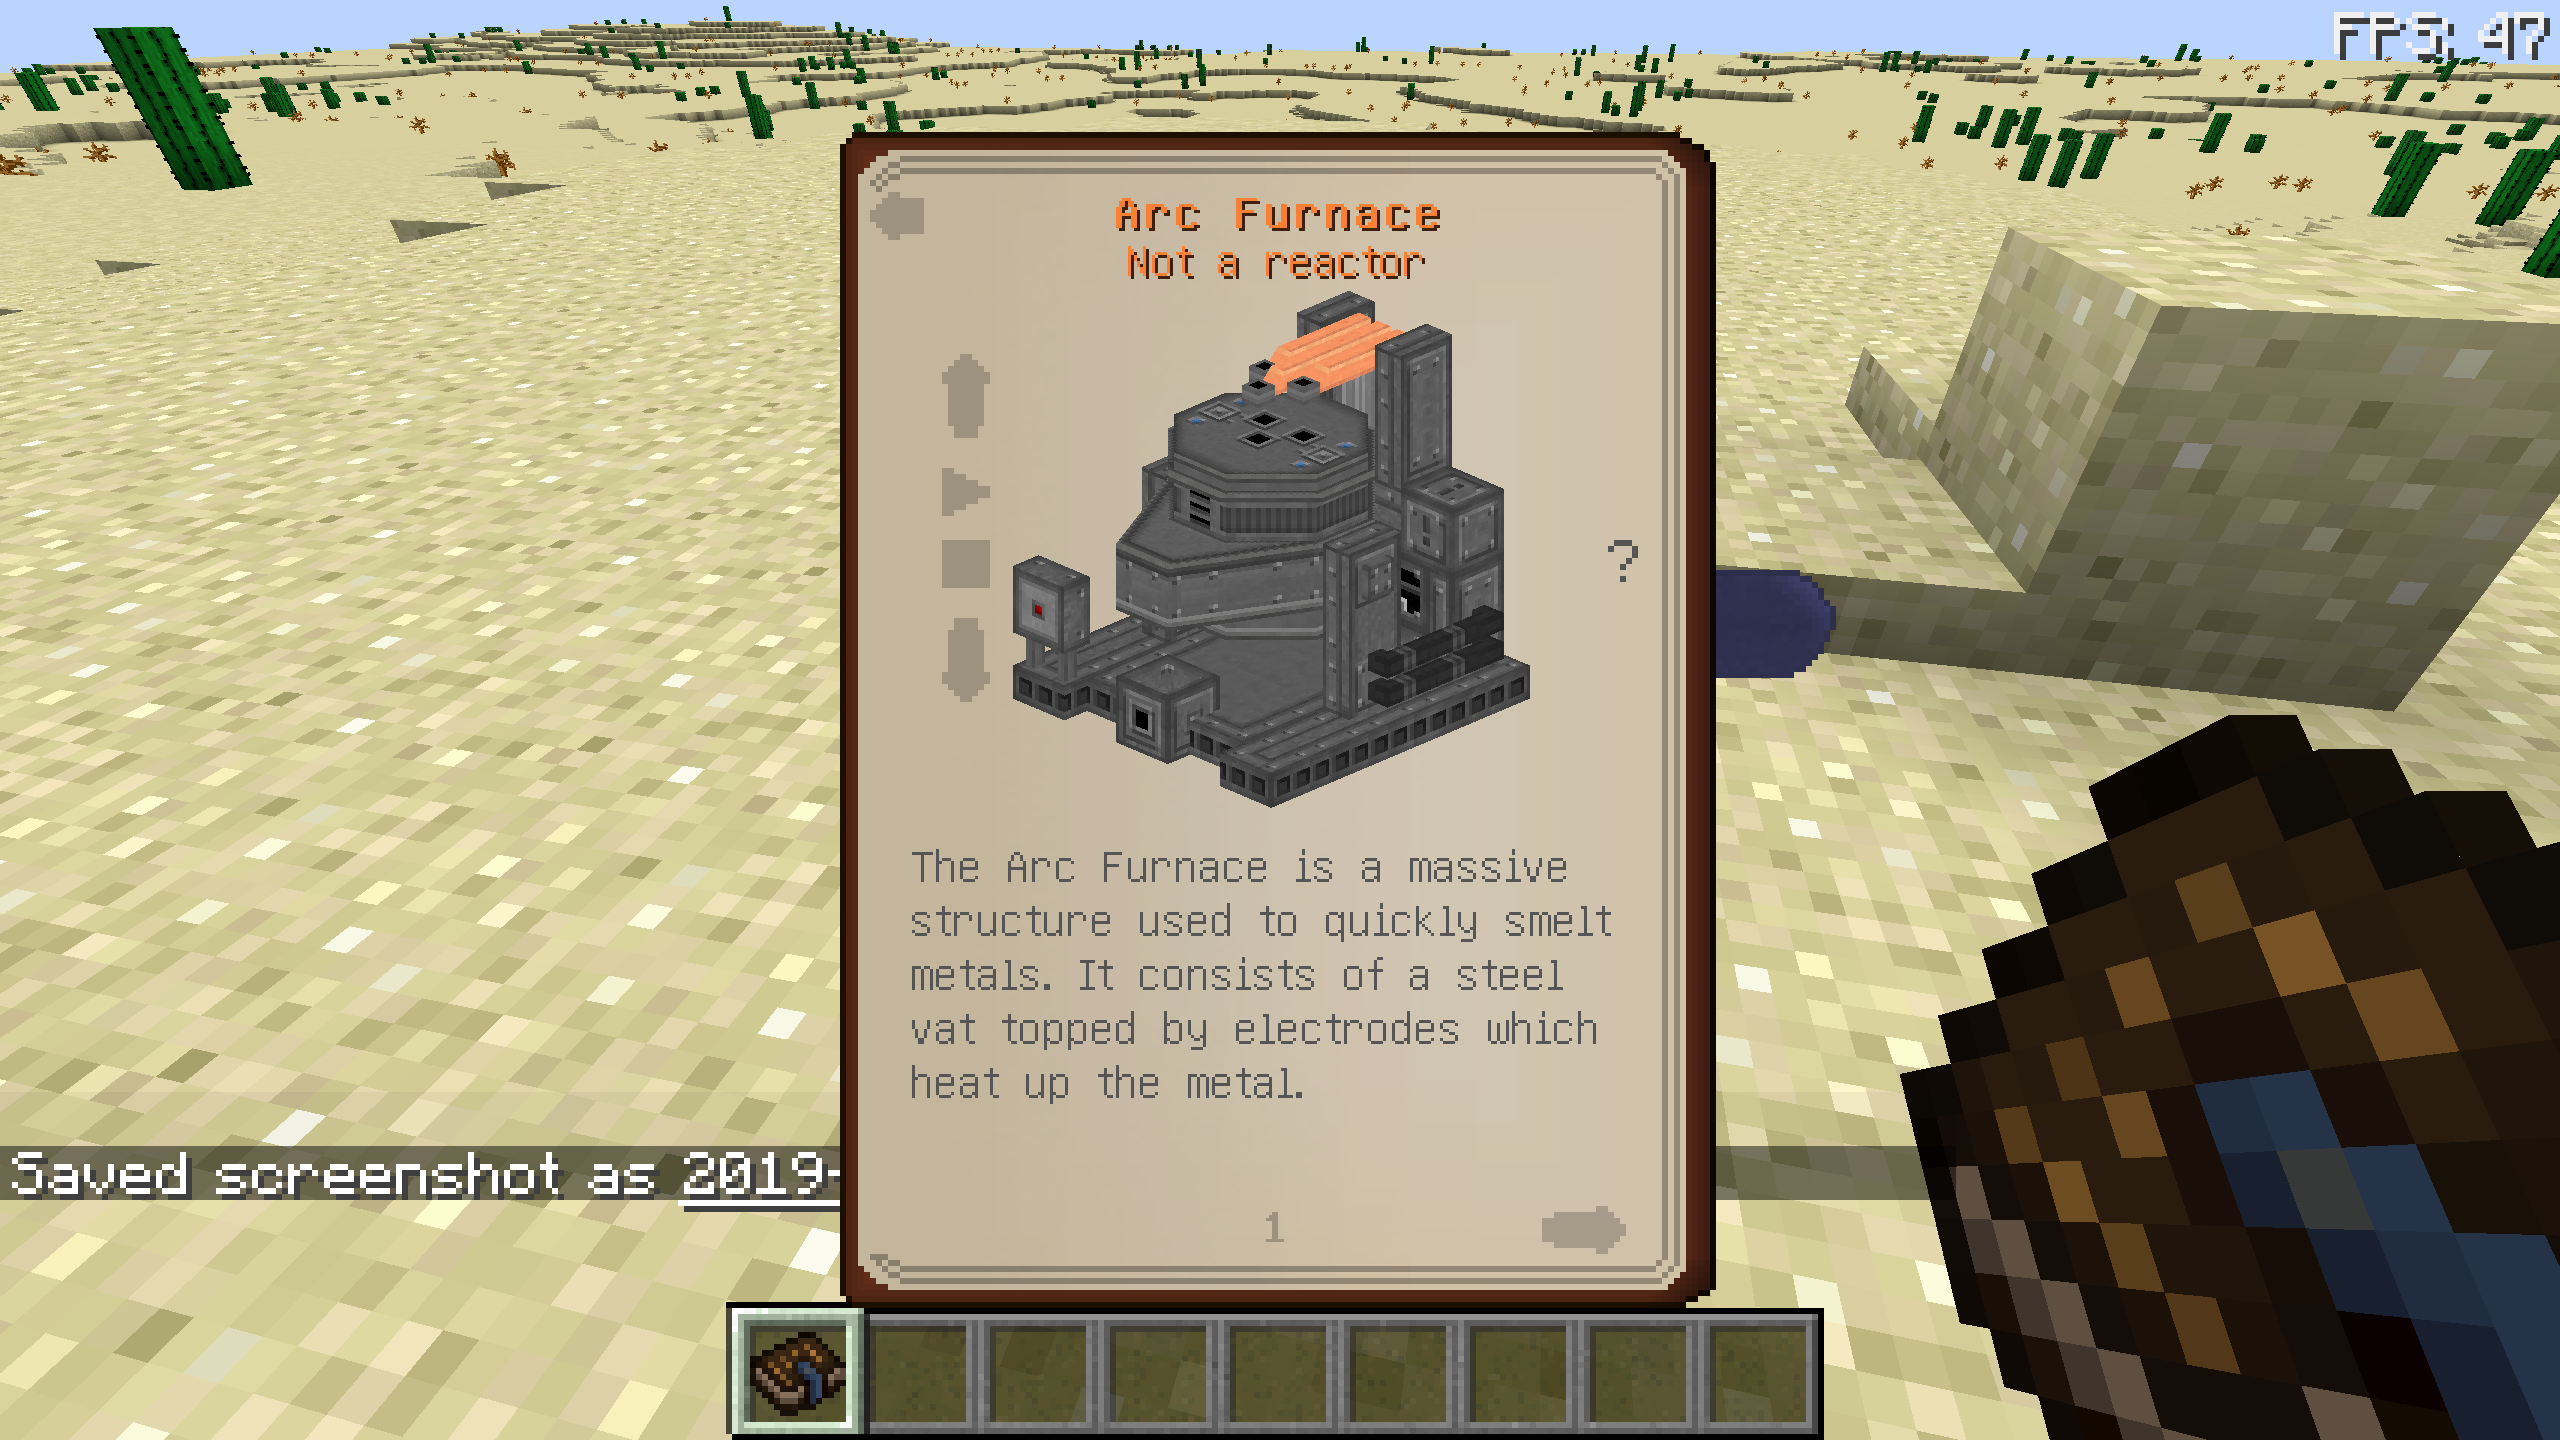 FPS: 47
Arc Furnace
Not a reactor
?
The Arc Furnace is a massive
structure used to quickly smelt
metals. It consists of a steel
vat topped by electrodes which
heat up the metal.
Saved screenshot as 2019-
1